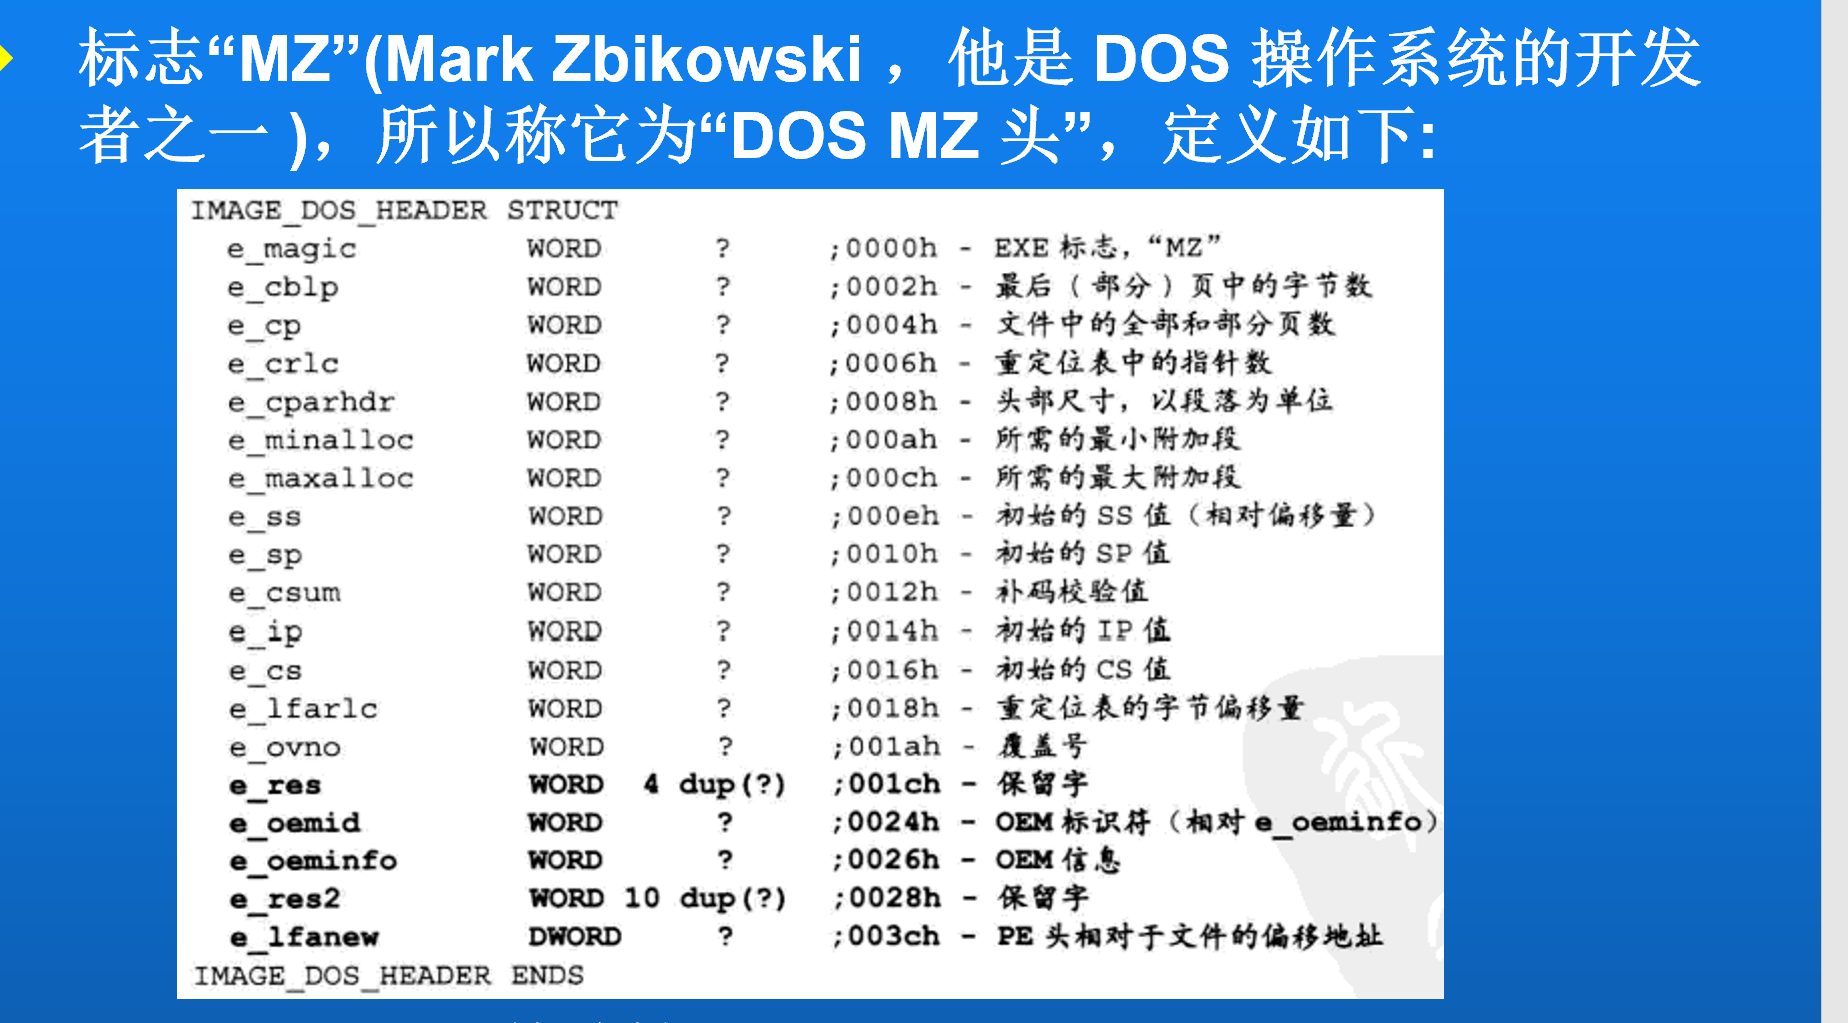 标志“MZ”(Mark Zbikowski ，他是 DOS 操作系统的开发
者之一 )，所以称它为“DOS MZ 头”，定义如下:
IMAGE_DOS_HEADER STRUCT
e_magic WORD ? ;0000h - EXE 标志，“MZ”
e_cblp WORD ? ;0002h - 最后（部分）页中的字节数
e_cp WORD ? ;0004h - 文件中的全部和部分页数
e_crlc WORD ? ;0006h - 重定位表中的指针数
e_cparhdr WORD ? ;0008h - 头部尺寸，以段落为单位
e_minalloc WORD ? ;000ah - 所需的最小附加段
e_maxalloc WORD ? ;000ch - 所需的最大附加段
e_ss WORD ? ;000eh - 初始的 SS 值（相对偏移量）
e_sp WORD ? ;0010h - 初始的 SP 值
e_csum WORD ? ;0012h - 补码校验值
e_ip WORD ? ;0014h - 初始的 IP 值
e_cs WORD ? ;0016h - 初始的 CS 值
e_lfarlc WORD ? ;0018h - 重定位表的字节偏移量
e_ovno WORD ? ;001ah - 覆盖号
e_res WORD 4 dup(?) ;001ch - 保留字
e_oemid WORD ? ;0024h - OEM 标识符（相对 e_oeminfo）
e_oeminfo WORD ? ;0026h - OEM 信息
e_res2 WORD 10 dup(?) ;0028h - 保留字
e_lfanew DWORD ? ;003ch - PE 头相对于文件的偏移地址
IMAGE_DOS_HEADER ENDS